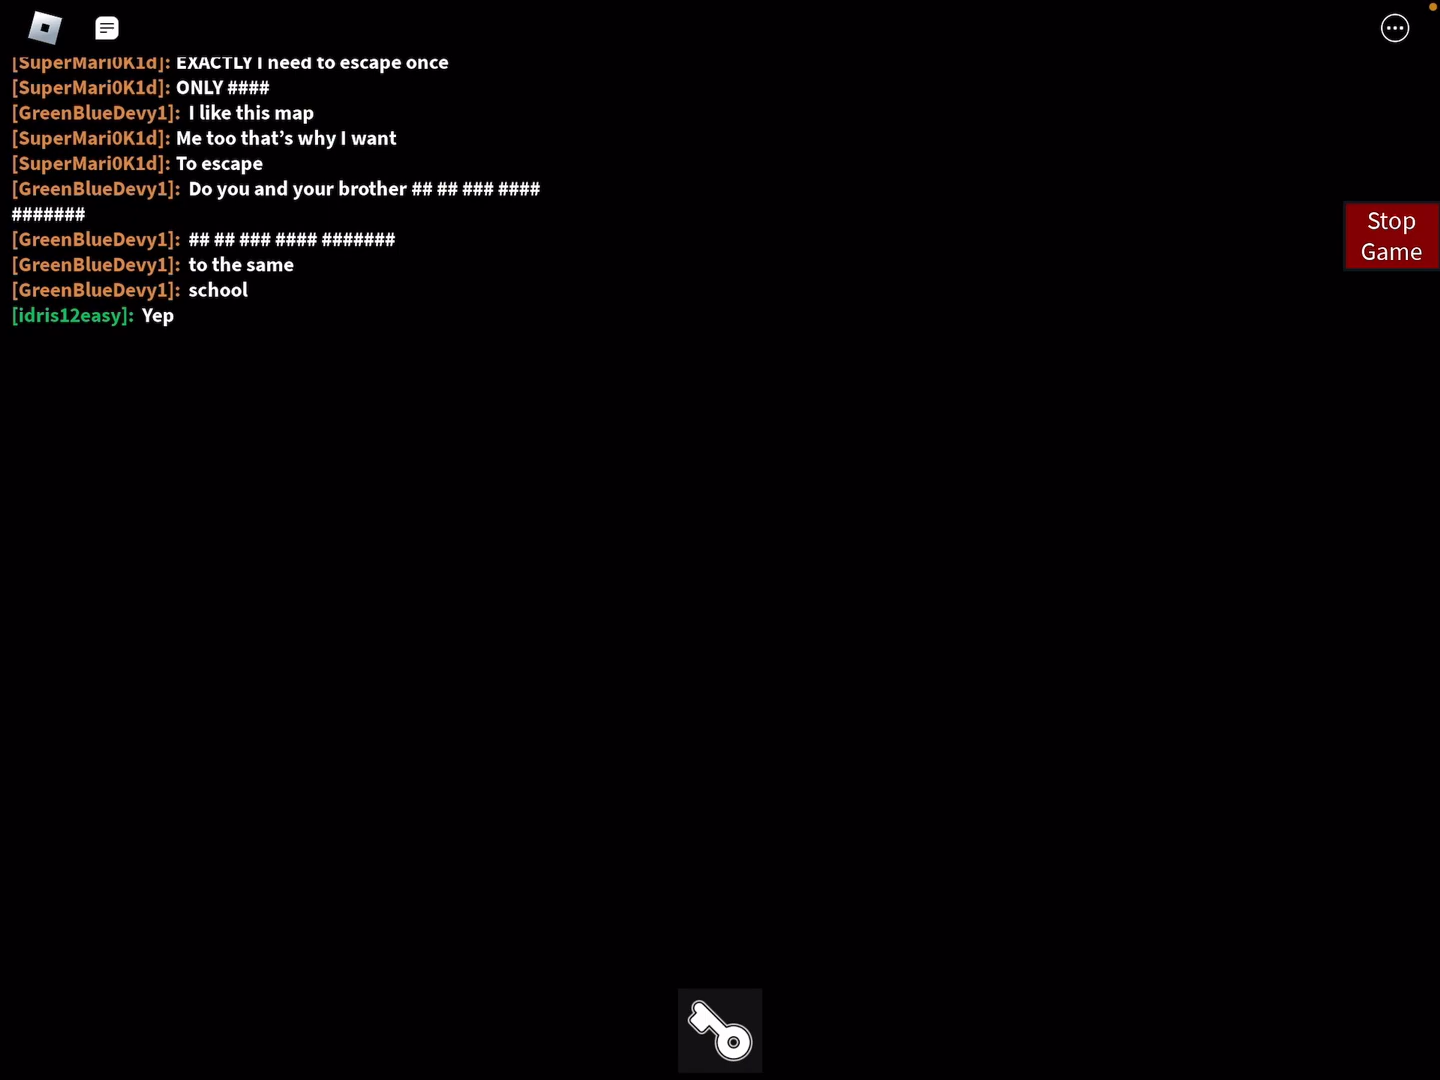 [SuperMari0K1d]: EXACTLY I need to escape once
[SuperMari0K1d]: ONLY ####
[GreenBlueDevy1]: I like this map
[SuperMari0K1d]: Me too that’s why I want
[SuperMari0K1d]: To escape
[GreenBlueDevy1]: Do you and your brother ## ## ### ####
#######
[GreenBlueDevy1]: ## ## ### #### #######
[GreenBlueDevy1]: to the same
[GreenBlueDevy1]: school
[idris12easy]: Yep
Stop
Game